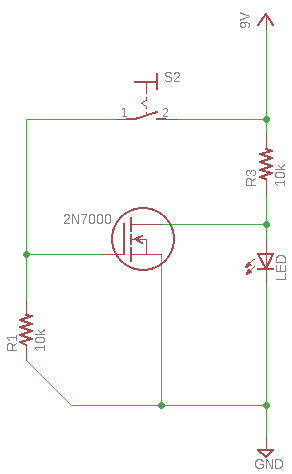 9V
S2
1 2
R3 10k
2N7000
LED
R1 10k
GND